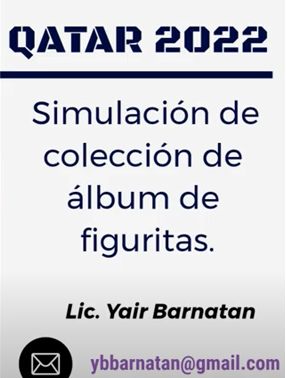 QATAR 2022
Simulación de
colección de
álbum de
figuritas.
Lic. Yair Barnatan
ybbarnatan@gmail.com